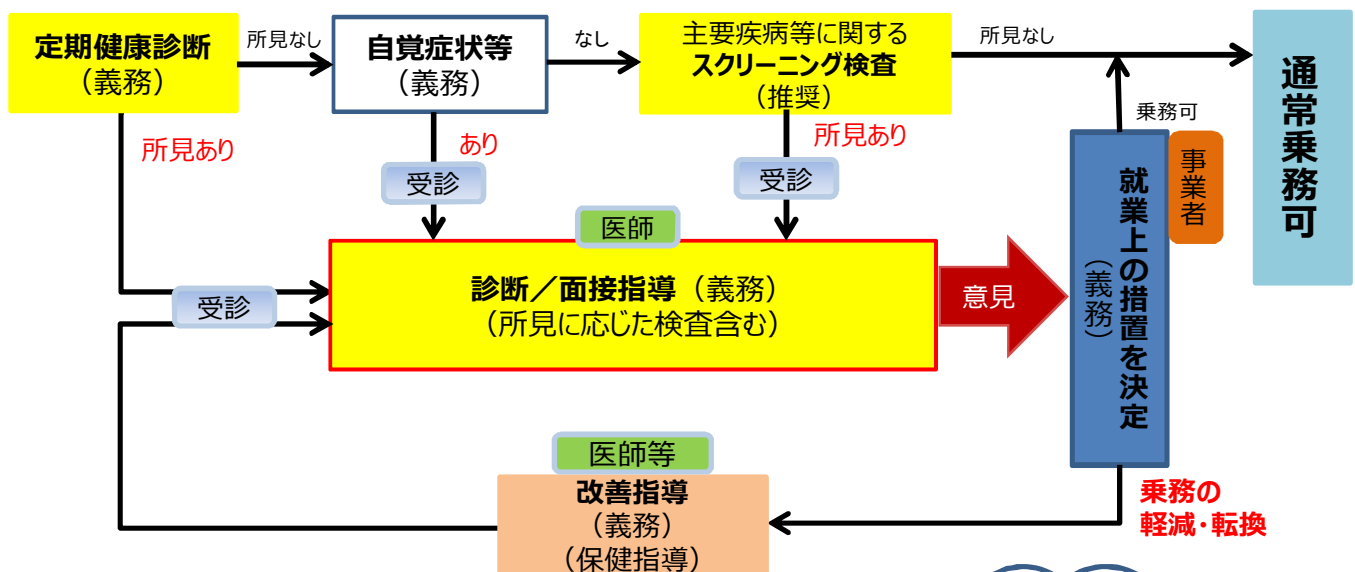 定期健康診断
（義務）
所見なし
自覚症状等
（義務）
なし
主要疾病等に関する
スクリーニング検査
（推奨）
所見なし
通常乗務可
所見あり
あり
所見あり
乗務可
受診
受診
事業者
就業上の措置を決定
（義務）
医師
診断／面接指導（義務）
（所見に応じた検査含む）
意見
受診
医師等
改善指導
（義務）
（保健指導）
乗務の
軽減・転換